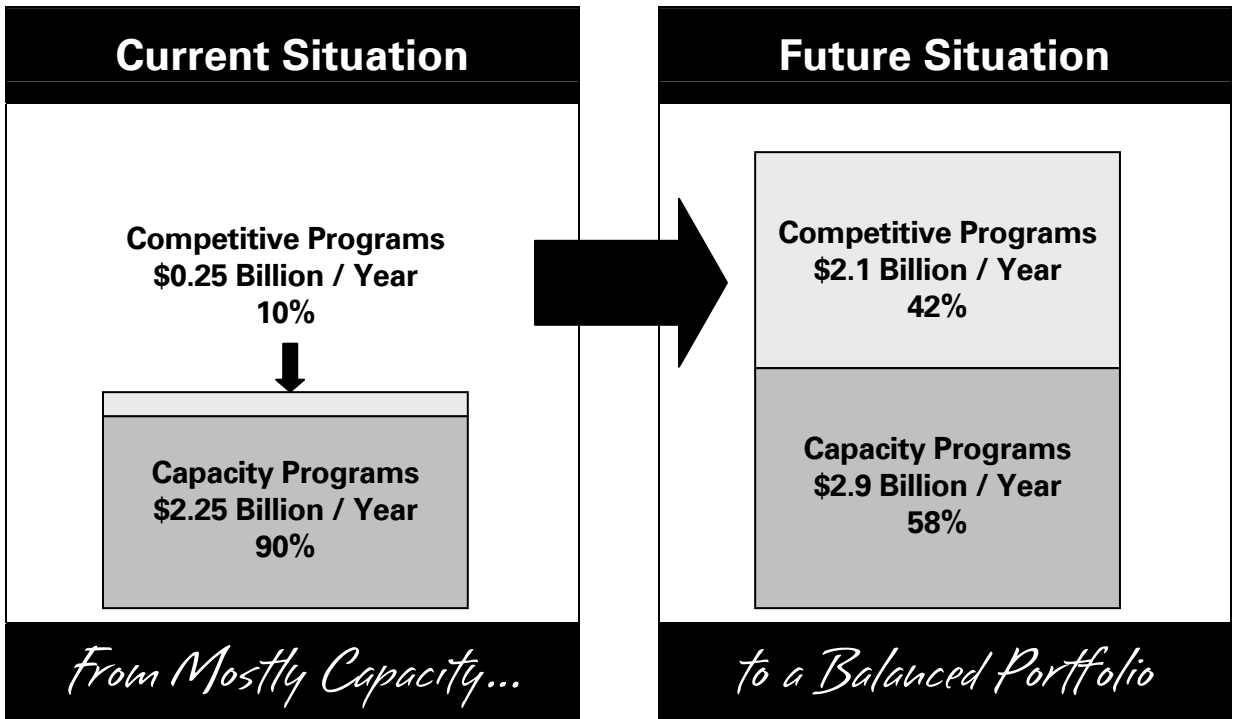 Current Situation
Competitive Programs
$0.25 Billion / Year
10%
Capacity Programs
$2.25 Billion / Year
90%
From Mostly Capacity...
Future Situation
Competitive Programs
$2.1 Billion / Year
42%
Capacity Programs
$2.9 Billion / Year
58%
to a Balanced Portfolio